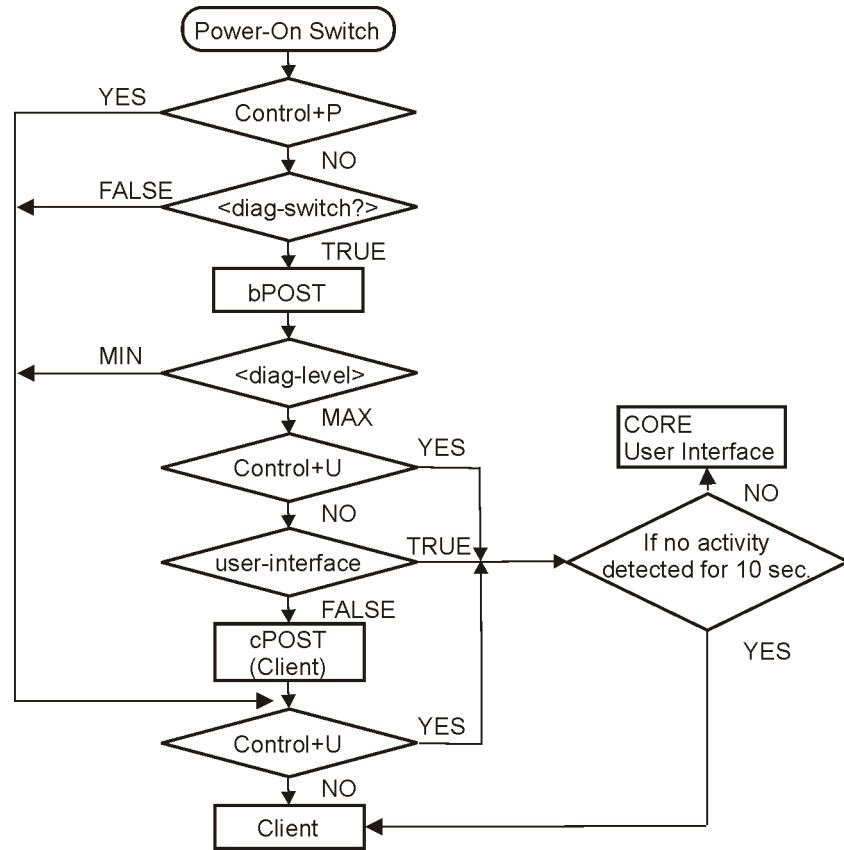 Power-On Switch
YES
Control+P
NO
FALSE
<diag-switch?>
TRUE
bPOST
MIN
<diag-level>
MAX
YES
Control+U
NO
user-interface
TRUE
FALSE
cPOST
(Client)
YES
Control+U
NO
Client
CORE
User Interface
NO
If no activity
detected for 10 sec.
YES